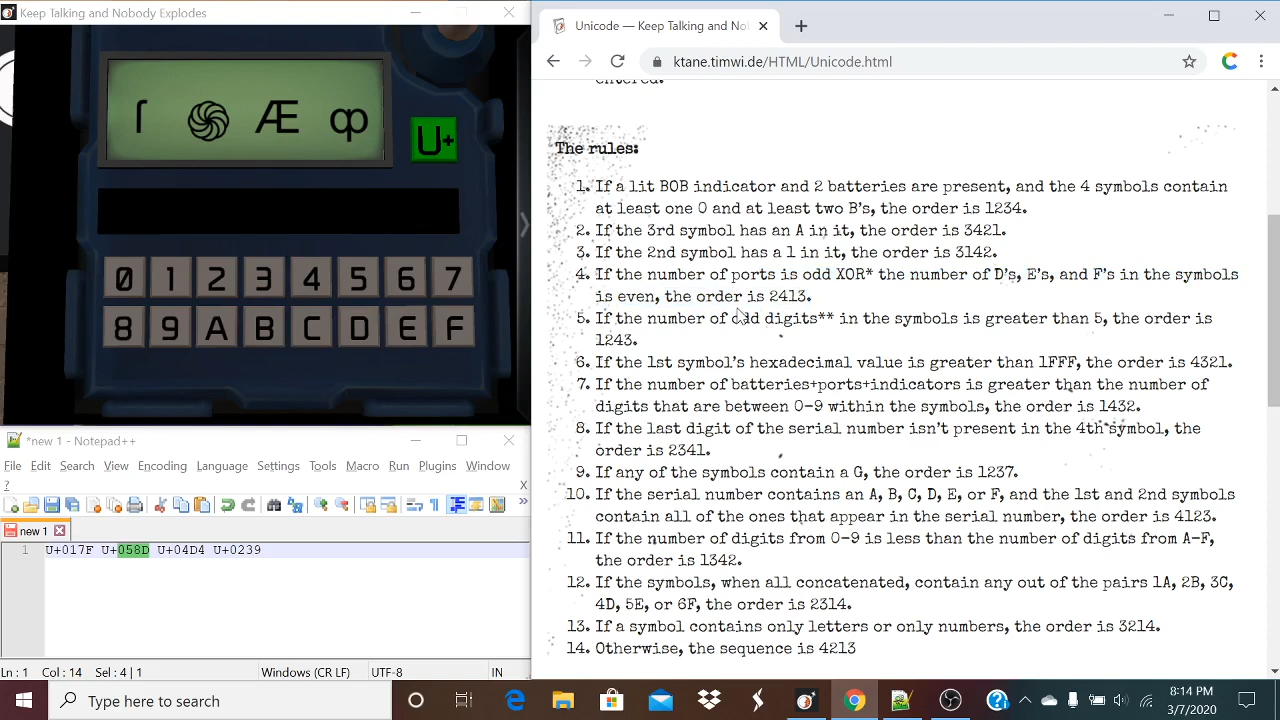 Keep Talking and Nobody Explodes
ſ ֍ Æ ȹ
U+
0 1 2 3 4 5 6 7
8 9 A B C D E F
*new 1 - Notepad++
File Edit Search View Encoding Language Settings Tools Macro Run Plugins Window
? X
new 1
1 U+017F U+058D U+04D4 U+0239
Ln : 1 Col : 14 Sel : 4 | 1 Windows (CR LF) UTF-8 IN
Unicode — Keep Talking and No
ktane.timwi.de/HTML/Unicode.html
entered.
The rules:
1. If a lit BOB indicator and 2 batteries are present, and the 4 symbols contain
at least one 0 and at least two B's, the order is 1234.
2. If the 3rd symbol has an A in it, the order is 3421.
3. If the 2nd symbol has a 1 in it, the order is 3142.
4. If the number of ports is odd XOR* the number of D's, E's, and F's in the symbols
is even, the order is 2413.
5. If the number of odd digits** in the symbols is greater than 5, the order is
1243.
6. If the 1st symbol's hexadecimal value is greater than 1FFF, the order is 4321.
7. If the number of batteries+ports+indicators is greater than the number of
digits that are between 0-9 within the symbols, the order is 1432.
8. If the last digit of the serial number isn't present in the 4th symbol, the
order is 2341.
9. If any of the symbols contain a G, the order is 1237.
10. If the serial number contains an A, B, C, D, E, or F, and the 1st and 2nd symbols
contain all of the ones that appear in the serial number, the order is 4123.
11. If the number of digits from 0-9 is less than the number of digits from A-F,
the order is 1342.
12. If the symbols, when all concatenated, contain any out of the pairs 1A, 2B, 3C,
4D, 5E, or 6F, the order is 2314.
13. If a symbol contains only letters or only numbers, the order is 3214.
14. Otherwise, the sequence is 4213
Type here to search
8:14 PM
3/7/2020